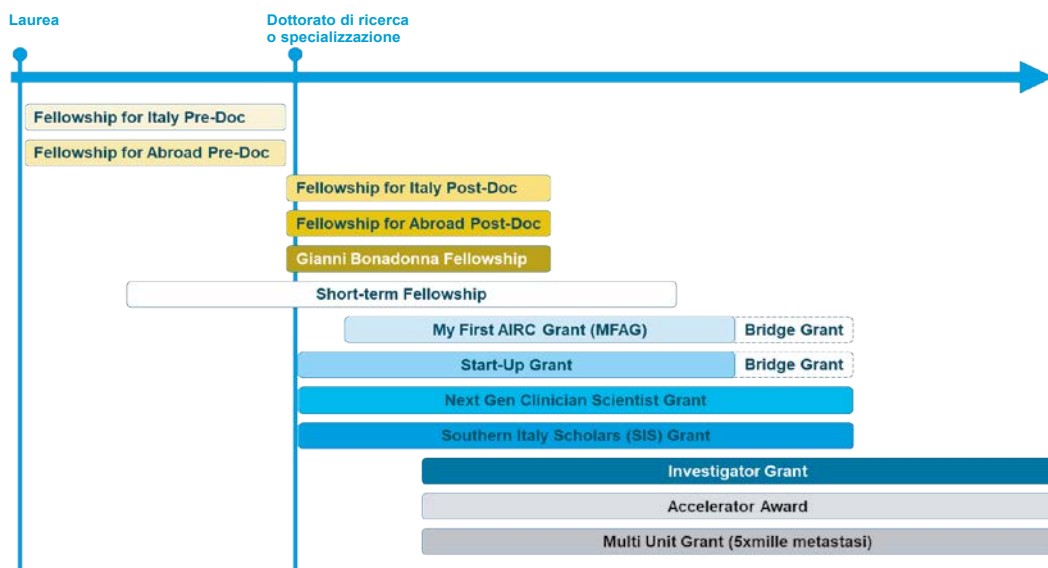 Laurea
Dottorato di ricerca
o specializzazione
Fellowship for Italy Pre-Doc
Fellowship for Abroad Pre-Doc
Fellowship for Italy Post-Doc
Fellowship for Abroad Post-Doc
Gianni Bonadonna Fellowship
Short-term Fellowship
My First AIRC Grant (MFAG) Bridge Grant
Start-Up Grant Bridge Grant
Next Gen Clinician Scientist Grant
Southern Italy Scholars (SIS) Grant
Investigator Grant
Accelerator Award
Multi Unit Grant (5xmille metastasi)